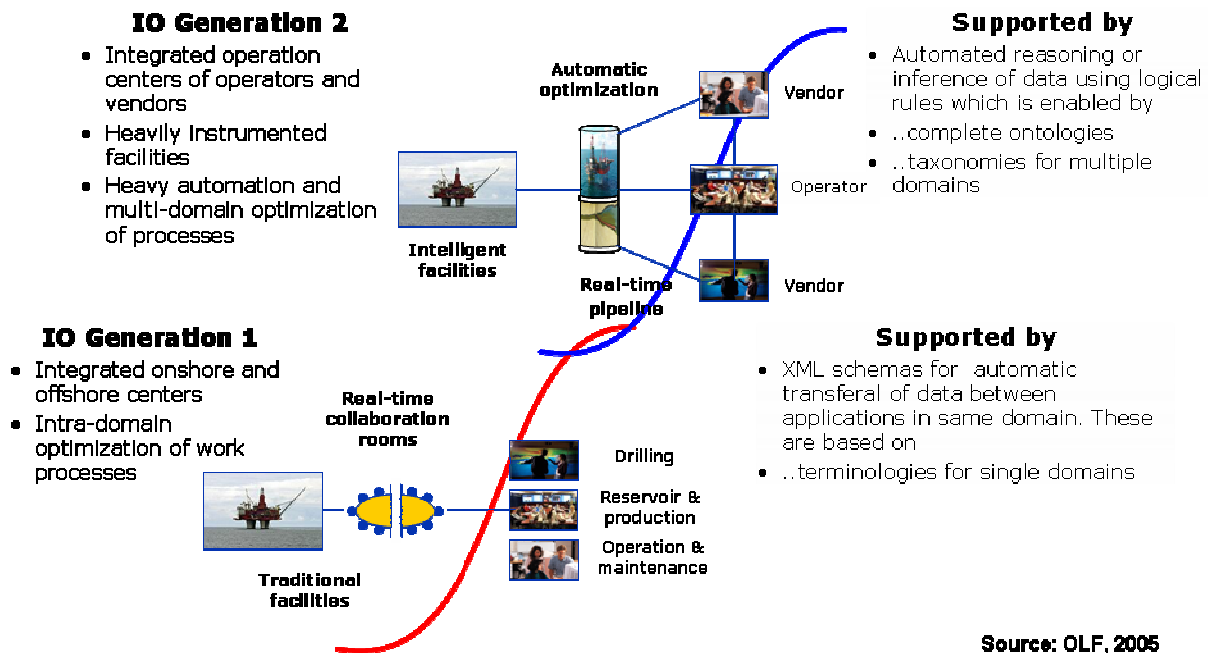 IO Generation 2
• Integrated operation
centers of operators and
vendors
• Heavily instrumented
facilities
• Heavy automation and
multi-domain optimization
of processes
Intelligent
facilities
Automatic
optimization
Real-time
pipeline
Vendor
Operator
Vendor
Supported by
• Automated reasoning or
inference of data using logical
rules which is enabled by
• ..complete ontologies
• ..taxonomies for multiple
domains
IO Generation 1
• Integrated onshore and
offshore centers
• Intra-domain
optimization of work
processes
Traditional
facilities
Real-time
collaboration
rooms
Drilling
Reservoir &
production
Operation &
maintenance
Supported by
• XML schemas for automatic
transferal of data between
applications in same domain. These
are based on
• ..terminologies for single domains
Source: OLF, 2005